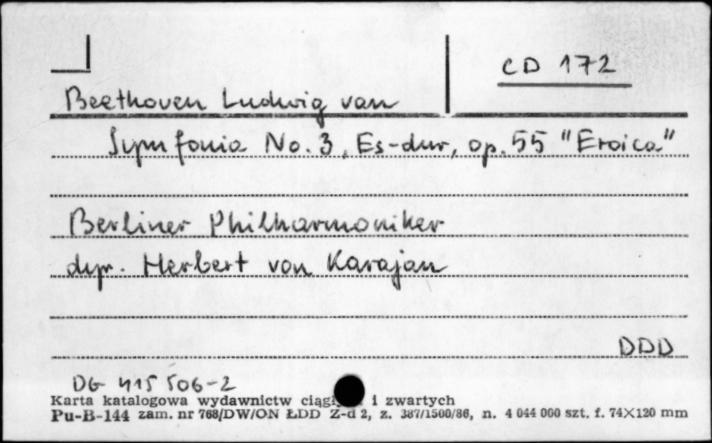 CD 172
Beethoven Ludwig van
Symfonia No. 3, Es-dur, op. 55 "Eroica"
Berliner Philharmoniker
dyr. Herbert von Karajan
DDD
DG 415 506-2
Karta katalogowa wydawnictw i zwartych
Pu-B-144 zam. nr 768/DW/ON ŁDD Z-d 2, z. 387/1500/86, n. 4 044 000 szt. f. 74×120 mm